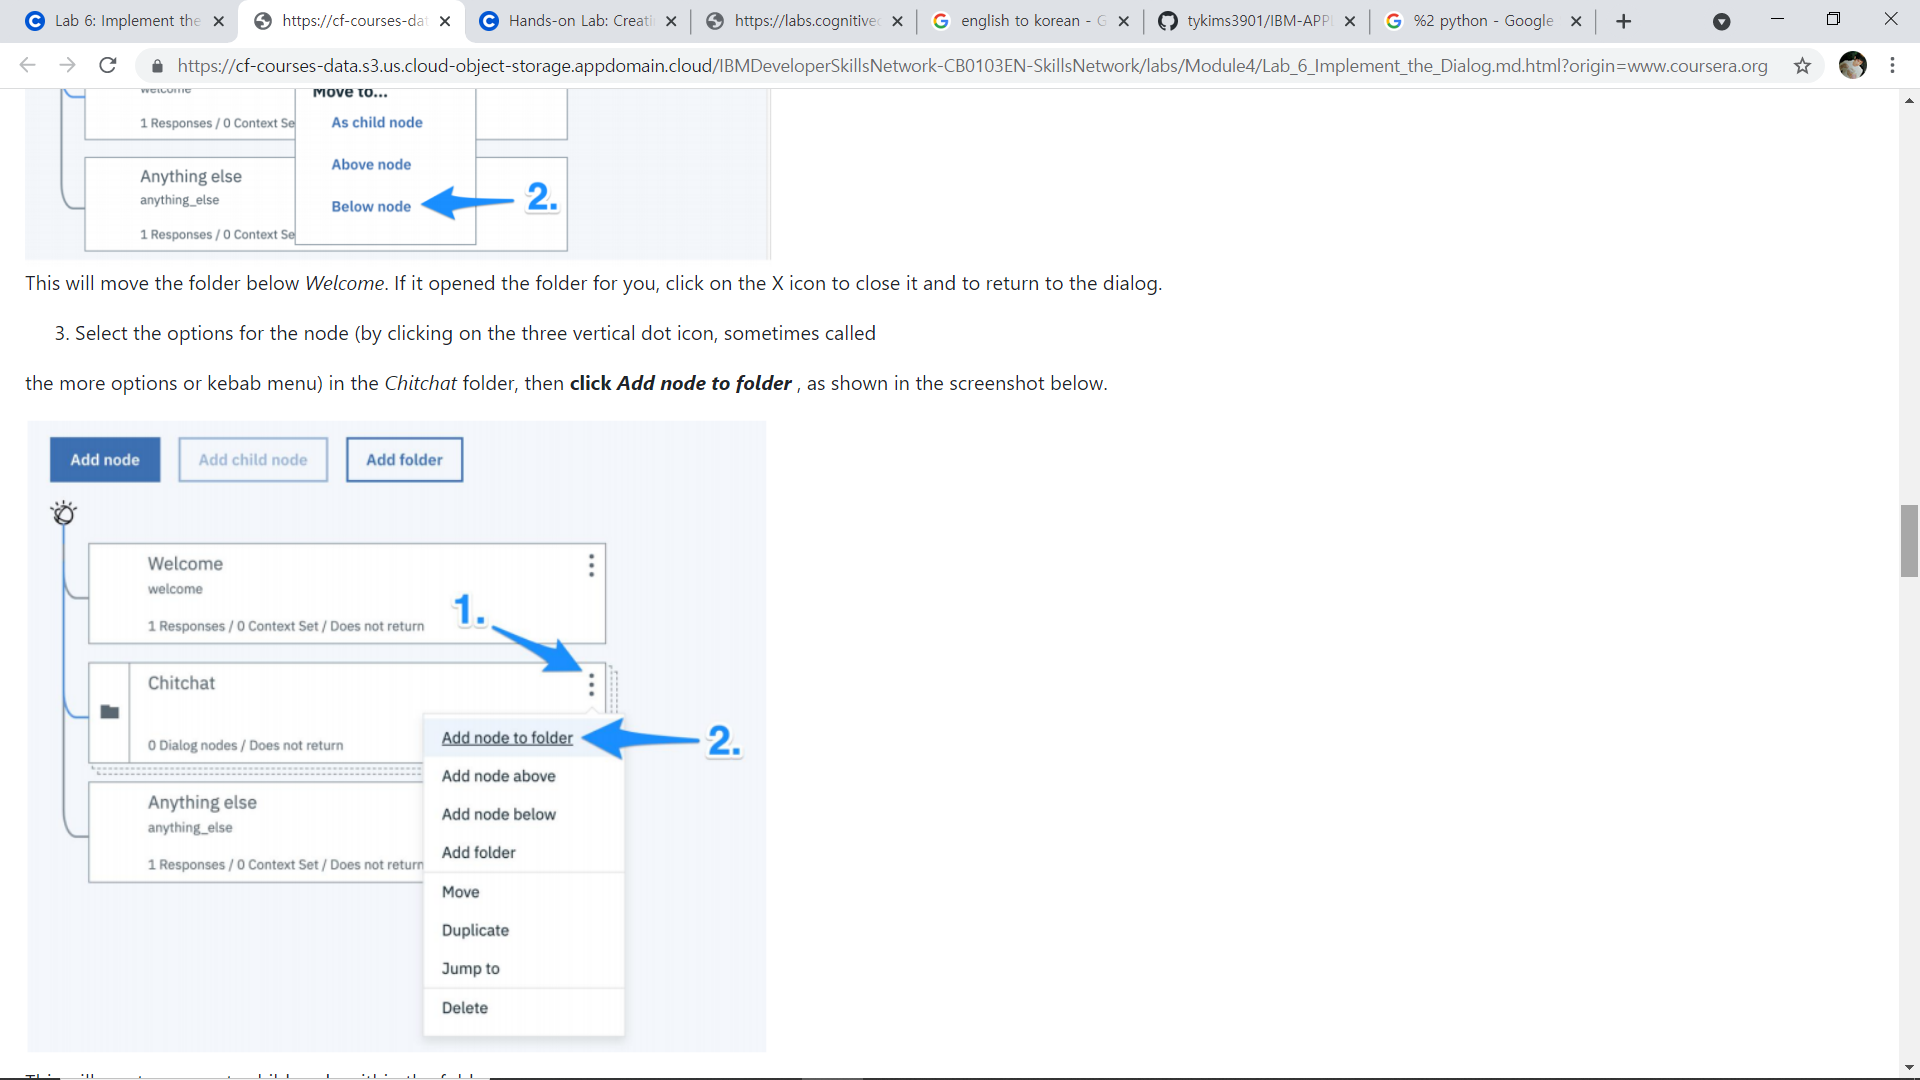 Lab 6: Implement the
https://cf-courses-dat
Hands-on Lab: Creati
https://labs.cognitivec
english to korean - G
tykims3901/IBM-APPL
%2 python - Google
https://cf-courses-data.s3.us.cloud-object-storage.appdomain.cloud/IBMDeveloperSkillsNetwork-CB0103EN-SkillsNetwork/labs/Module4/Lab_6_Implement_the_Dialog.md.html?origin=www.coursera.org
welcome
Move to...
1 Responses / 0 Context Se
As child node
Above node
Anything else
anything_else
Below node
2.
1 Responses / 0 Context Se
This will move the folder below Welcome. If it opened the folder for you, click on the X icon to close it and to return to the dialog.
3. Select the options for the node (by clicking on the three vertical dot icon, sometimes called
the more options or kebab menu) in the Chitchat folder, then click Add node to folder , as shown in the screenshot below.
Add node
Add child node
Add folder
Welcome
welcome
1 Responses / 0 Context Set / Does not return
1.
Chitchat
0 Dialog nodes / Does not return
Add node to folder
2.
Add node above
Anything else
Add node below
anything_else
Add folder
1 Responses / 0 Context Set / Does not return
Move
Duplicate
Jump to
Delete